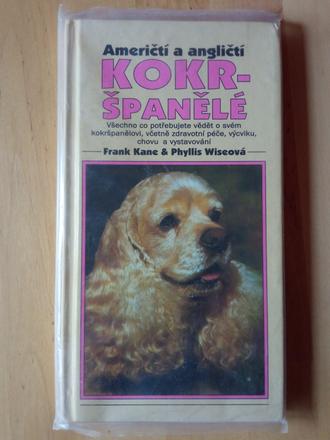 Američtí a angličtí
KOKR-
ŠPANĚLÉ
Všechno co potřebujete vědět o svém
kokršpanělovi, včetně zdravotní péče, výcviku,
chovu a vystavování
Frank Kane & Phyllis Wiseová